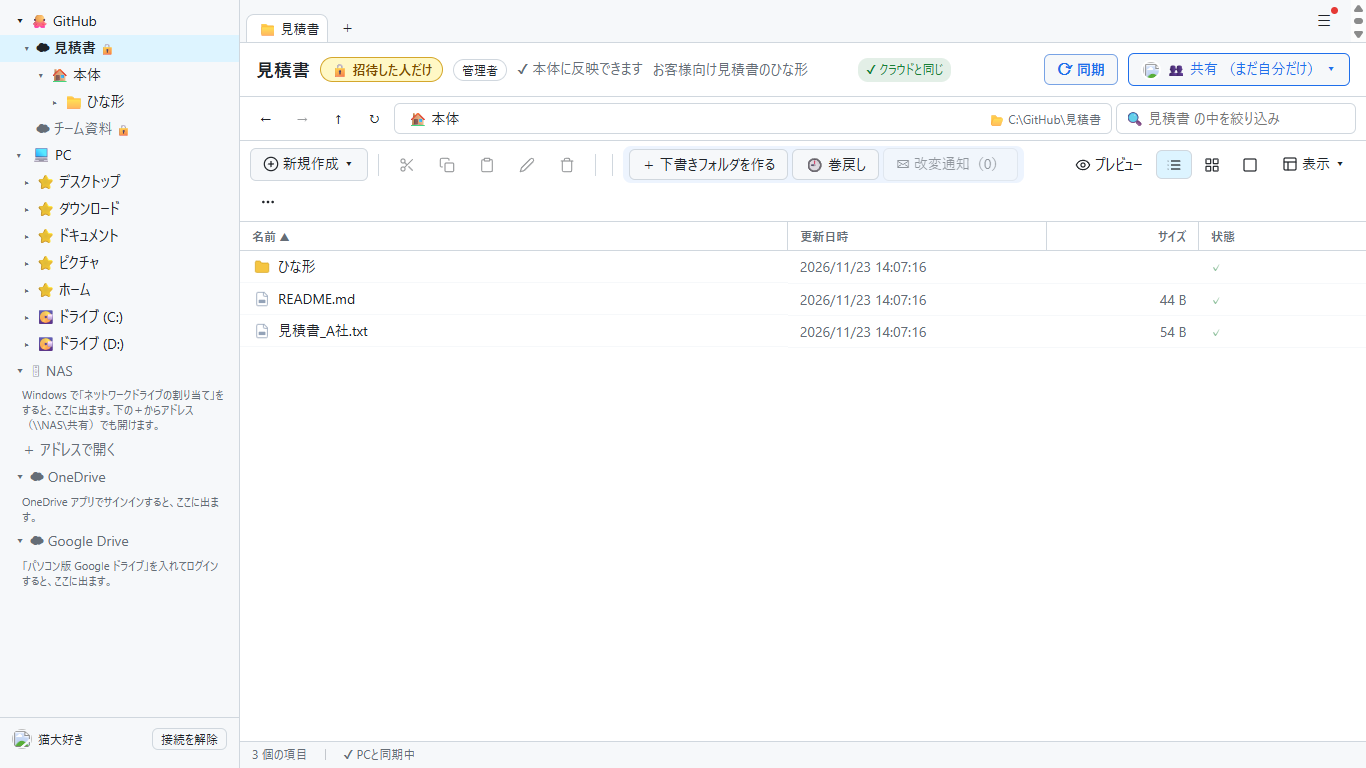 GitHub
見積書
本体
ひな形
チーム資料
PC
デスクトップ
ダウンロード
ドキュメント
ピクチャ
ホーム
ドライブ (C:)
ドライブ (D:)
NAS
Windows で「ネットワークドライブの割り当て」を
すると、ここに出ます。下の＋からアドレス
（\\NAS\共有）でも開けます。
＋ アドレスで開く
OneDrive
OneDrive アプリでサインインすると、ここに出ま
す。
Google Drive
「パソコン版 Google ドライブ」を入れてログイン
すると、ここに出ます。
猫大好き 接続を解除
見積書 +
見積書 招待した人だけ 管理者 ✓ 本体に反映できます お客様向け見積書のひな形 ✓ クラウドと同じ 同期 共有 （まだ自分だけ） ▼
← → ↑ ↻ 本体 C:\GitHub\見積書 見積書 の中を絞り込み
新規作成 ▼ ＋ 下書きフォルダを作る 巻戻し 改変通知（0） プレビュー 表示 ▼
…
名前 ▲ 更新日時 サイズ 状態
ひな形 2026/11/23 14:07:16 ✓
README.md 2026/11/23 14:07:16 44 B ✓
見積書_A社.txt 2026/11/23 14:07:16 54 B ✓
3 個の項目 ✓ PCと同期中